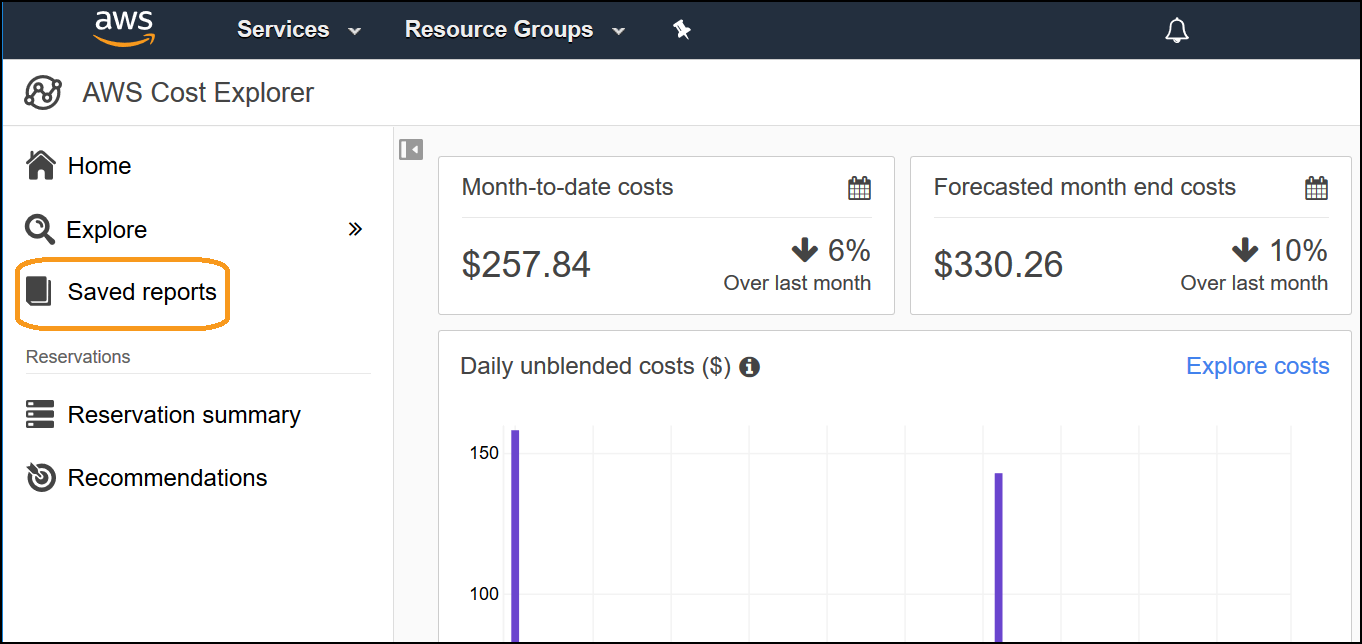 aws Services Resource Groups
AWS Cost Explorer
Home
Explore
Saved reports
Reservations
Reservation summary
Recommendations
Month-to-date costs
$257.84
6%
Over last month
Forecasted month end costs
$330.26
10%
Over last month
Daily unblended costs ($)
Explore costs
150
100